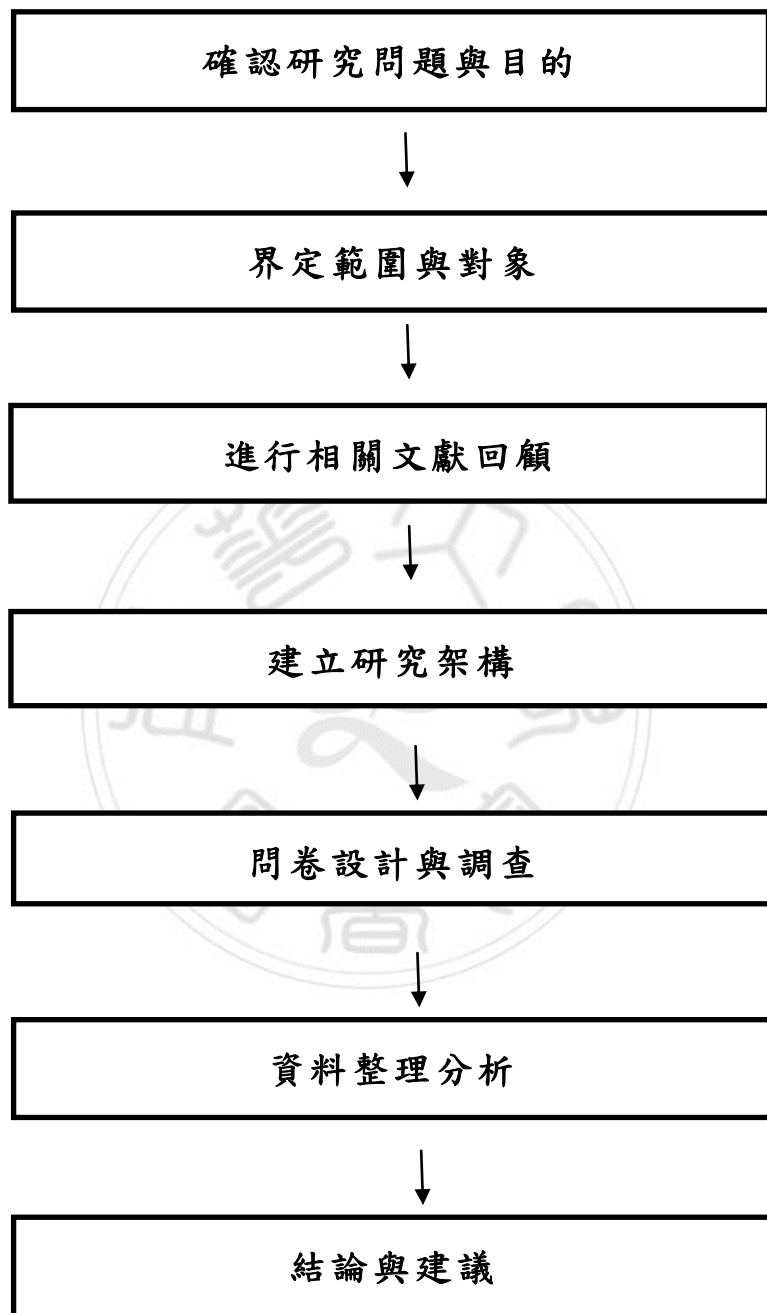 確認研究問題與目的
界定範圍與對象
進行相關文獻回顧
建立研究架構
問卷設計與調查
資料整理分析
結論與建議